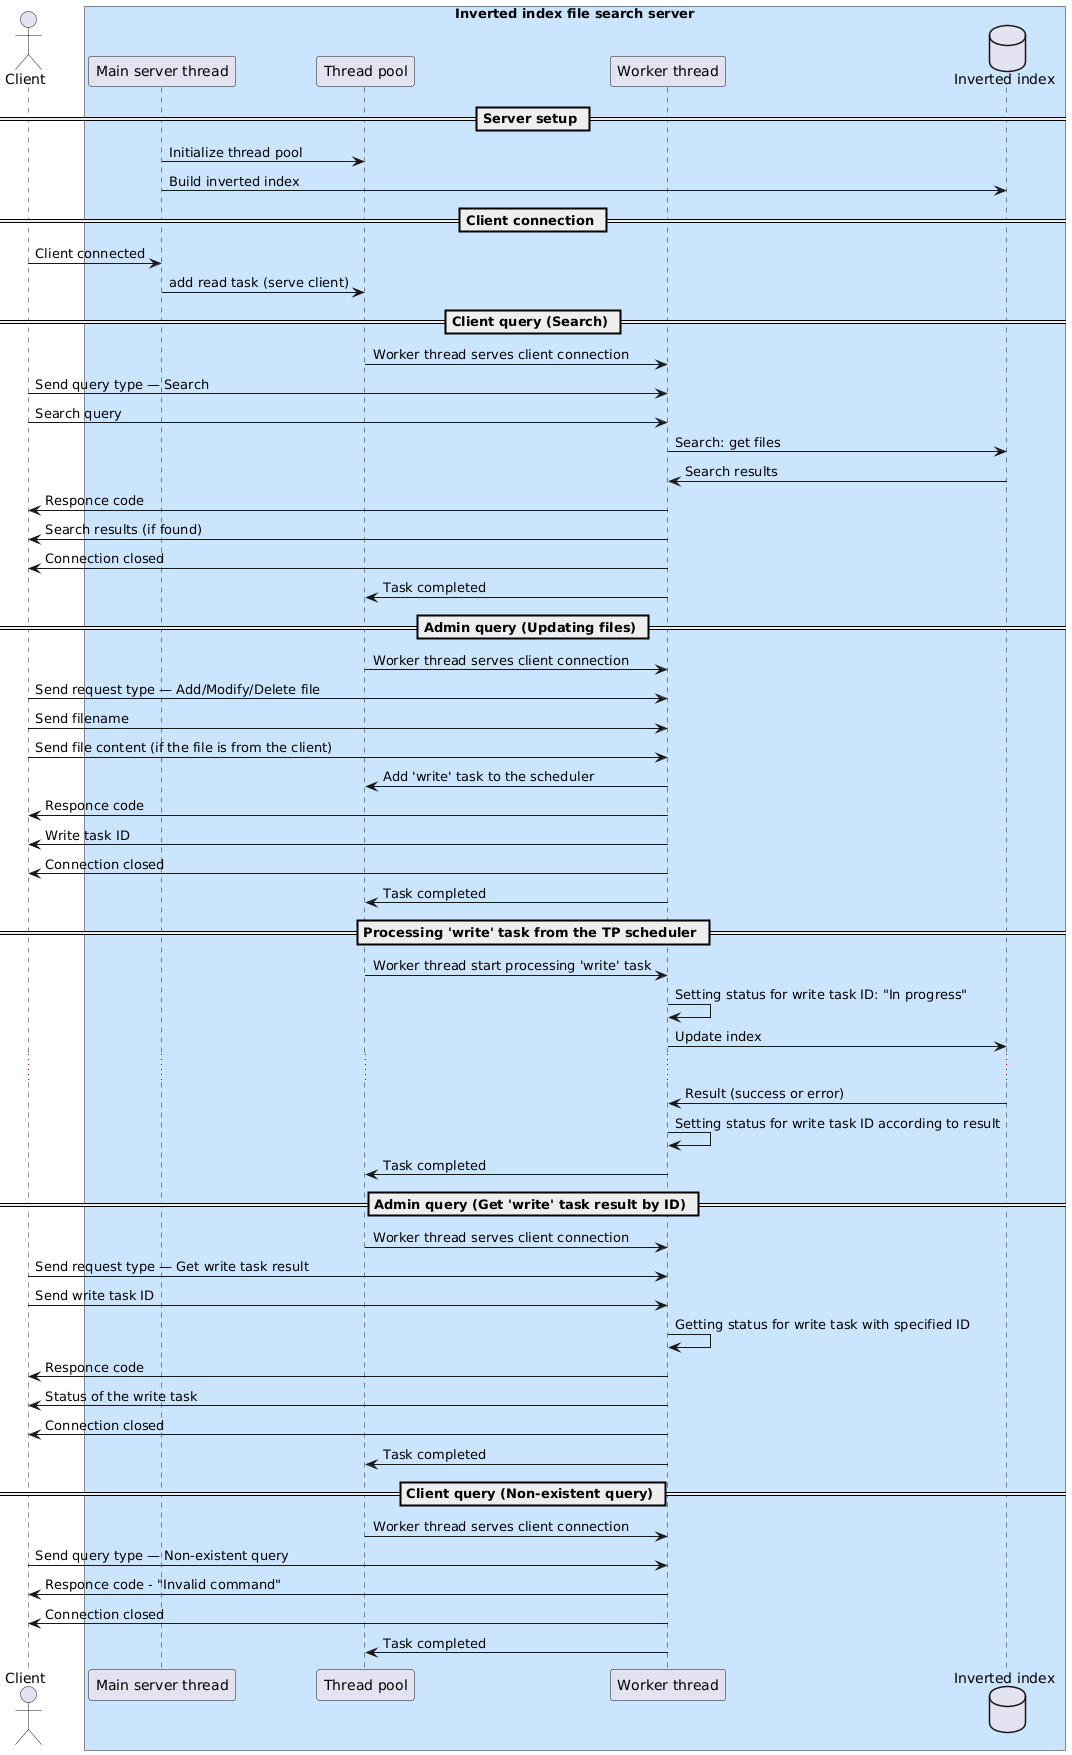 Inverted index file search server
Client
Main server thread
Thread pool
Worker thread
Inverted index
Server setup
Initialize thread pool
Build inverted index
Client connection
Client connected
add read task (serve client)
Client query (Search)
Worker thread serves client connection
Send query type — Search
Search query
Search: get files
Search results
Responce code
Search results (if found)
Connection closed
Task completed
Admin query (Updating files)
Worker thread serves client connection
Send request type — Add/Modify/Delete file
Send filename
Send file content (if the file is from the client)
Add 'write' task to the scheduler
Responce code
Write task ID
Connection closed
Task completed
Processing 'write' task from the TP scheduler
Worker thread start processing 'write' task
Setting status for write task ID: "In progress"
Update index
Result (success or error)
Setting status for write task ID according to result
Task completed
Admin query (Get 'write' task result by ID)
Worker thread serves client connection
Send request type — Get write task result
Send write task ID
Getting status for write task with specified ID
Responce code
Status of the write task
Connection closed
Task completed
Client query (Non-existent query)
Worker thread serves client connection
Send query type — Non-existent query
Responce code - "Invalid command"
Connection closed
Task completed
Client
Main server thread
Thread pool
Worker thread
Inverted index